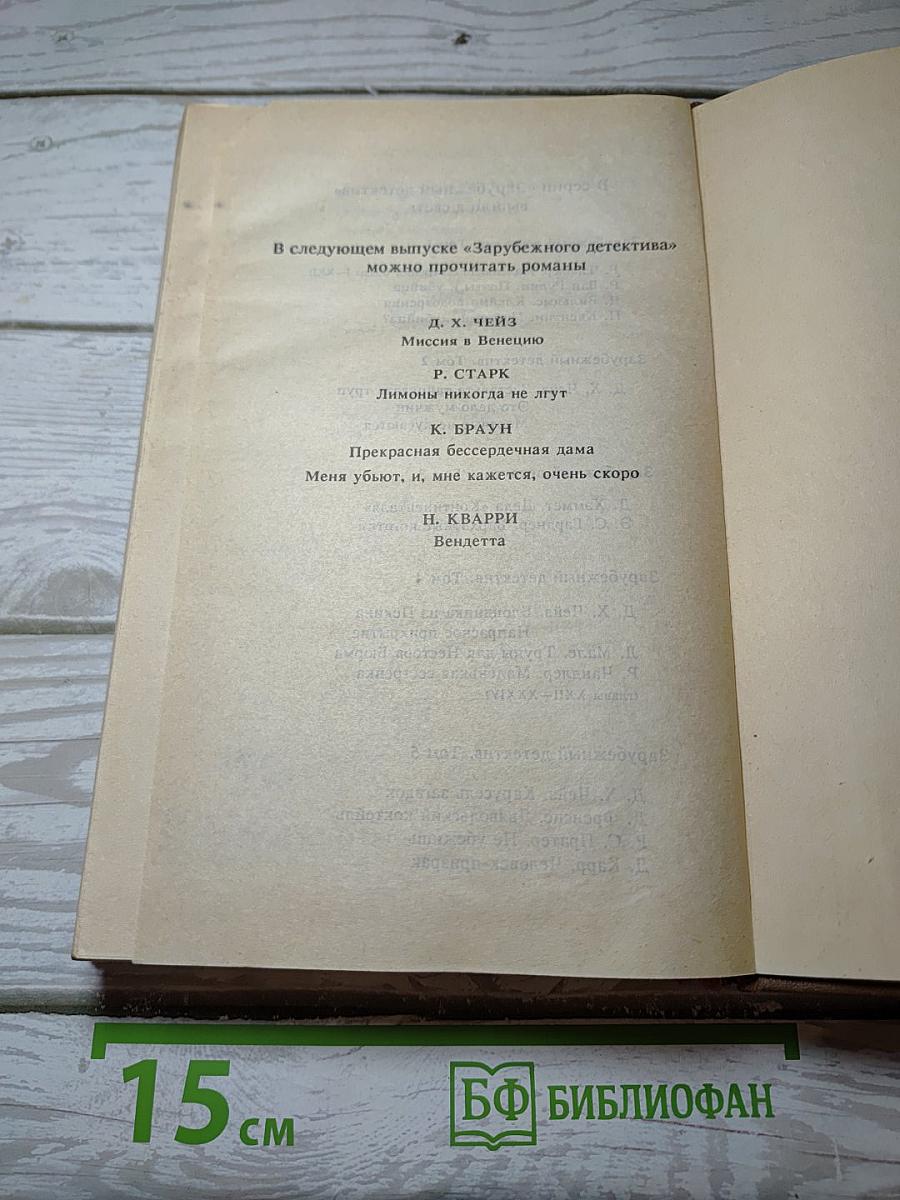 В следующем выпуске «Зарубежного детектива»
можно прочитать романы
Д. Х. ЧЕЙЗ
Миссия в Венецию
Р. СТАРК
Лимоны никогда не лгут
К. БРАУН
Прекрасная бессердечная дама
Меня убьют, и, мне кажется, очень скоро
Н. КВАРРИ
Вендетта
15 см
БФ БИБЛИОФАН